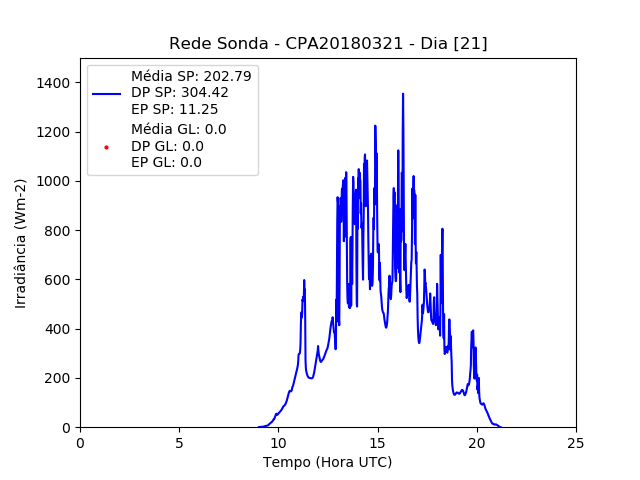 Rede Sonda - CPA20180321 - Dia [21]
Média SP: 202.79
DP SP: 304.42
EP SP: 11.25
Média GL: 0.0
DP GL: 0.0
EP GL: 0.0
Irradiância (Wm-2)
1400
1200
1000
800
600
400
200
0
0 5 10 15 20 25
Tempo (Hora UTC)